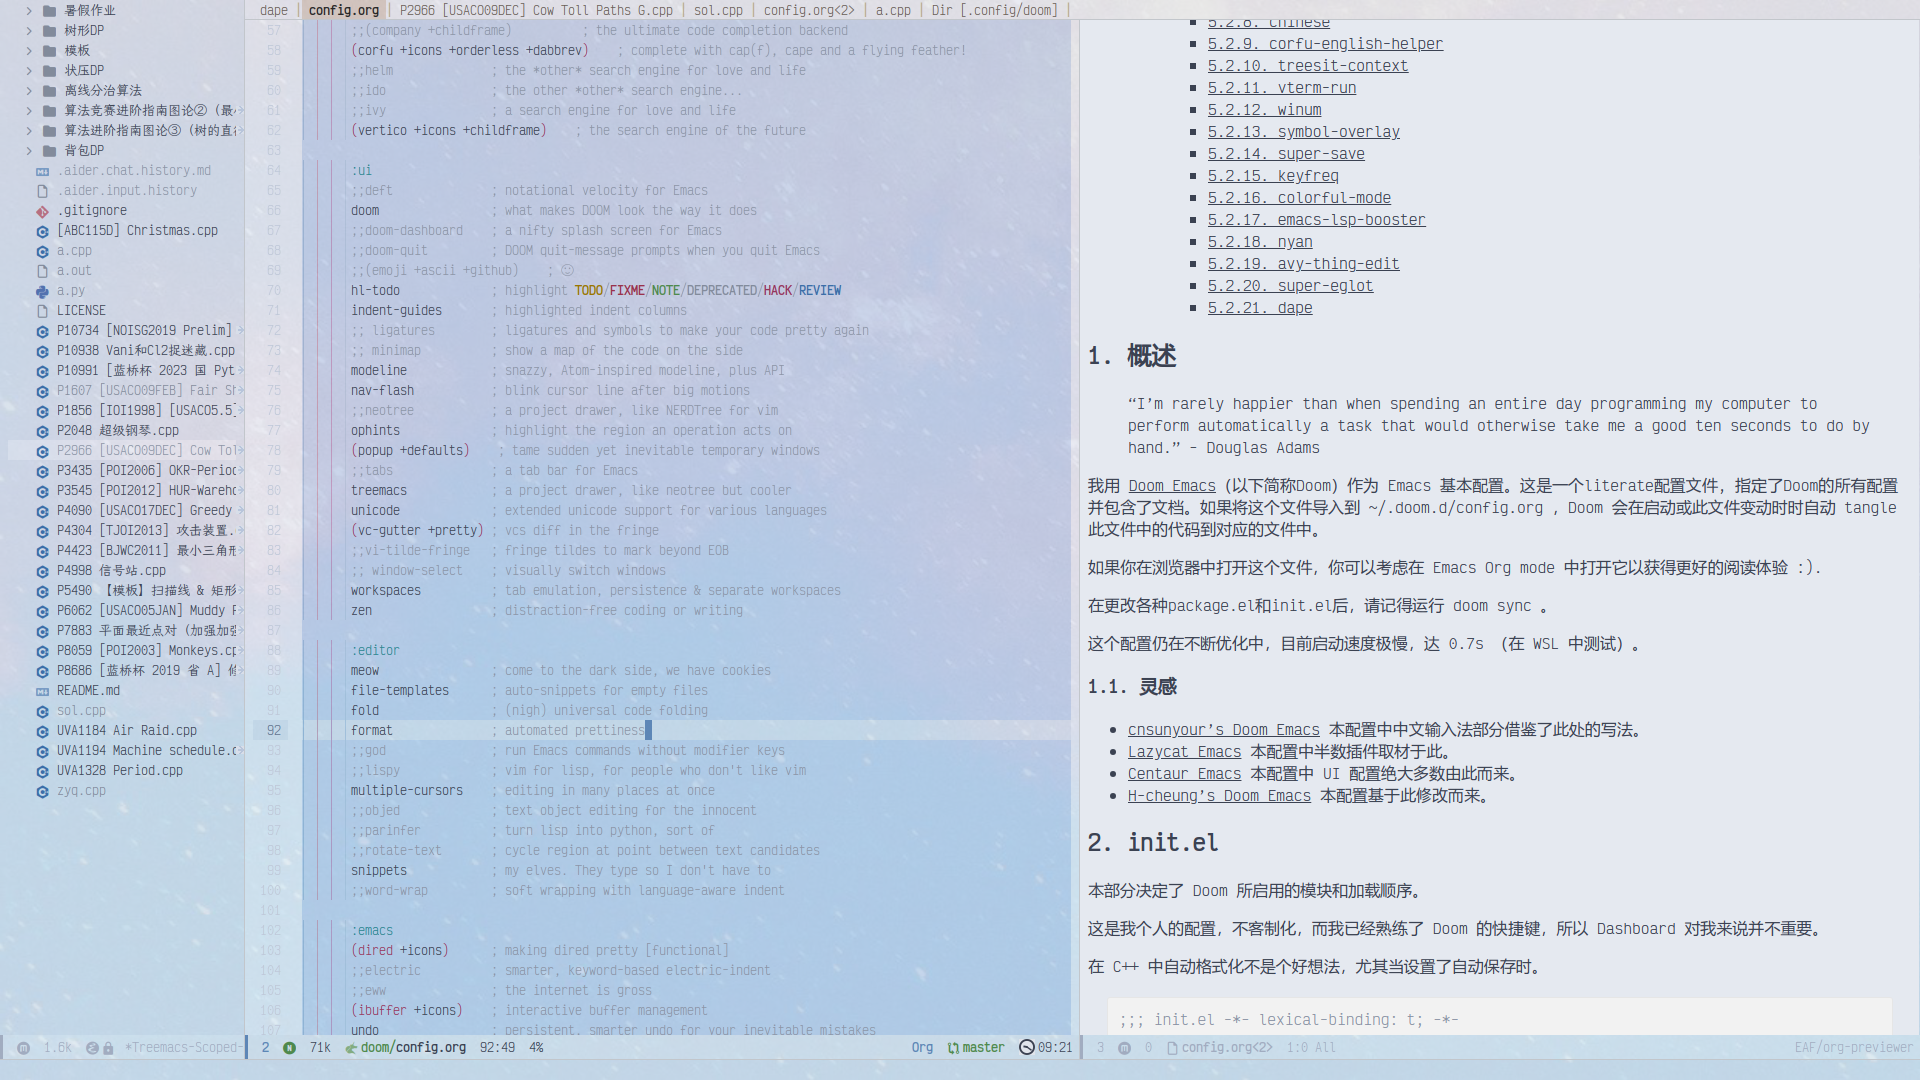 暑假作业
树形DP
模板
状压DP
离线分治算法
算法竞赛进阶指南图论②（最
算法进阶指南图论③（树的直
背包DP
.aider.chat.history.md
.aider.input.history
.gitignore
[ABC115D] Christmas.cpp
a.cpp
a.out
a.py
LICENSE
P10734 [NOISG2019 Prelim]
P10938 Vani和Cl2捉迷藏.cpp
P10991 [蓝桥杯 2023 国 Pyt
P1607 [USACO09FEB] Fair Sh
P1856 [IOI1998] [USACO5.5]
P2048 超级钢琴.cpp
P2966 [USACO09DEC] Cow Tol
P3435 [POI2006] OKR-Period
P3545 [POI2012] HUR-Wareho
P4090 [USACO17DEC] Greedy
P4304 [TJOI2013] 攻击装置.
P4423 [BJWC2011] 最小三角形
P4998 信号站.cpp
P5490 【模板】扫描线 & 矩形
P6062 [USACO05JAN] Muddy F
P7883 平面最近点对（加强加强
P8059 [POI2003] Monkeys.cp
P8686 [蓝桥杯 2019 省 A] 修
README.md
sol.cpp
UVA1184 Air Raid.cpp
UVA1194 Machine schedule.c
UVA1328 Period.cpp
zyq.cpp
1.6k *Treemacs-Scoped-
dape | config.org | P2966 [USACO09DEC] Cow Toll Paths G.cpp | sol.cpp | config.org<2> | a.cpp | Dir [.config/doom] |
57 ;;(company +childframe) ; the ultimate code completion backend
58 (corfu +icons +orderless +dabbrev) ; complete with cap(f), cape and a flying feather!
59 ;;helm ; the *other* search engine for love and life
60 ;;ido ; the other *other* search engine...
61 ;;ivy ; a search engine for love and life
62 (vertico +icons +childframe) ; the search engine of the future
63
64 :ui
65 ;;deft ; notational velocity for Emacs
66 doom ; what makes DOOM look the way it does
67 ;;doom-dashboard ; a nifty splash screen for Emacs
68 ;;doom-quit ; DOOM quit-message prompts when you quit Emacs
69 ;;(emoji +ascii +github) ; 🙂
70 hl-todo ; highlight TODO/FIXME/NOTE/DEPRECATED/HACK/REVIEW
71 indent-guides ; highlighted indent columns
72 ;; ligatures ; ligatures and symbols to make your code pretty again
73 ;; minimap ; show a map of the code on the side
74 modeline ; snazzy, Atom-inspired modeline, plus API
75 nav-flash ; blink cursor line after big motions
76 ;;neotree ; a project drawer, like NERDTree for vim
77 ophints ; highlight the region an operation acts on
78 (popup +defaults) ; tame sudden yet inevitable temporary windows
79 ;;tabs ; a tab bar for Emacs
80 treemacs ; a project drawer, like neotree but cooler
81 unicode ; extended unicode support for various languages
82 (vc-gutter +pretty) ; vcs diff in the fringe
83 ;;vi-tilde-fringe ; fringe tildes to mark beyond EOB
84 ;; window-select ; visually switch windows
85 workspaces ; tab emulation, persistence & separate workspaces
86 zen ; distraction-free coding or writing
87
88 :editor
89 meow ; come to the dark side, we have cookies
90 file-templates ; auto-snippets for empty files
91 fold ; (nigh) universal code folding
92 format ; automated prettiness
93 ;;god ; run Emacs commands without modifier keys
94 ;;lispy ; vim for lisp, for people who don't like vim
95 multiple-cursors ; editing in many places at once
96 ;;objed ; text object editing for the innocent
97 ;;parinfer ; turn lisp into python, sort of
98 ;;rotate-text ; cycle region at point between text candidates
99 snippets ; my elves. They type so I don't have to
100 ;;word-wrap ; soft wrapping with language-aware indent
101
102 :emacs
103 (dired +icons) ; making dired pretty [functional]
104 ;;electric ; smarter, keyword-based electric-indent
105 ;;eww ; the internet is gross
106 (ibuffer +icons) ; interactive buffer management
107 undo ; persistent, smarter undo for your inevitable mistakes
2 N 71k doom/config.org 92:49 4% Org master 09:21
5.2.8. chinese
5.2.9. corfu-english-helper
5.2.10. treesit-context
5.2.11. vterm-run
5.2.12. winum
5.2.13. symbol-overlay
5.2.14. super-save
5.2.15. keyfreq
5.2.16. colorful-mode
5.2.17. emacs-lsp-booster
5.2.18. nyan
5.2.19. avy-thing-edit
5.2.20. super-eglot
5.2.21. dape
1. 概述
“I’m rarely happier than when spending an entire day programming my computer to
perform automatically a task that would otherwise take me a good ten seconds to do by
hand.” - Douglas Adams
我用 Doom Emacs（以下简称Doom）作为 Emacs 基本配置。这是一个literate配置文件，指定了Doom的所有配置
并包含了文档。如果将这个文件导入到 ~/.doom.d/config.org ，Doom 会在启动或此文件变动时时自动 tangle
此文件中的代码到对应的文件中。
如果你在浏览器中打开这个文件，你可以考虑在 Emacs Org mode 中打开它以获得更好的阅读体验 :).
在更改各种package.el和init.el后，请记得运行 doom sync 。
这个配置仍在不断优化中，目前启动速度极慢，达 0.7s （在 WSL 中测试）。
1.1. 灵感
cnsunyour’s Doom Emacs 本配置中中文输入法部分借鉴了此处的写法。
Lazycat Emacs 本配置中半数插件取材于此。
Centaur Emacs 本配置中 UI 配置绝大多数由此而来。
H-cheung’s Doom Emacs 本配置基于此修改而来。
2. init.el
本部分决定了 Doom 所启用的模块和加载顺序。
这是我个人的配置，不客制化，而我已经熟练了 Doom 的快捷键，所以 Dashboard 对我来说并不重要。
在 C++ 中自动格式化不是个好想法，尤其当设置了自动保存时。
;;; init.el -*- lexical-binding: t; -*-
3 0 config.org<2> 1:0 All EAF/org-previewer